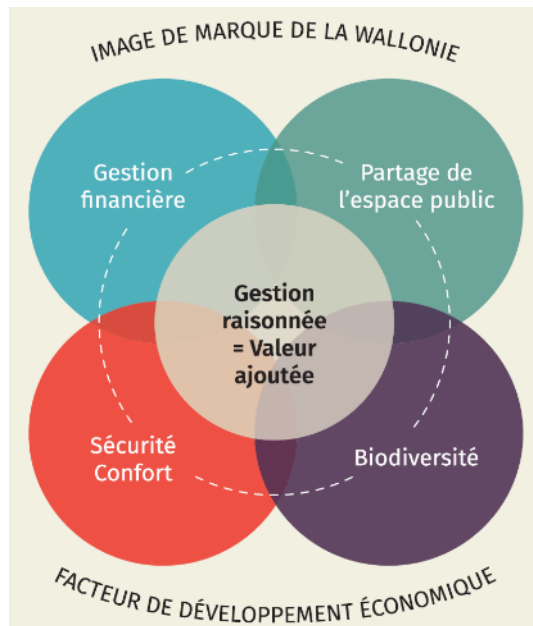 IMAGE DE MARQUE DE LA WALLONIE
Gestion
financière
Partage de
l'espace public
Gestion
raisonnée
= Valeur
ajoutée
Sécurité
Confort
Biodiversité
FACTEUR DE DÉVELOPPEMENT ÉCONOMIQUE